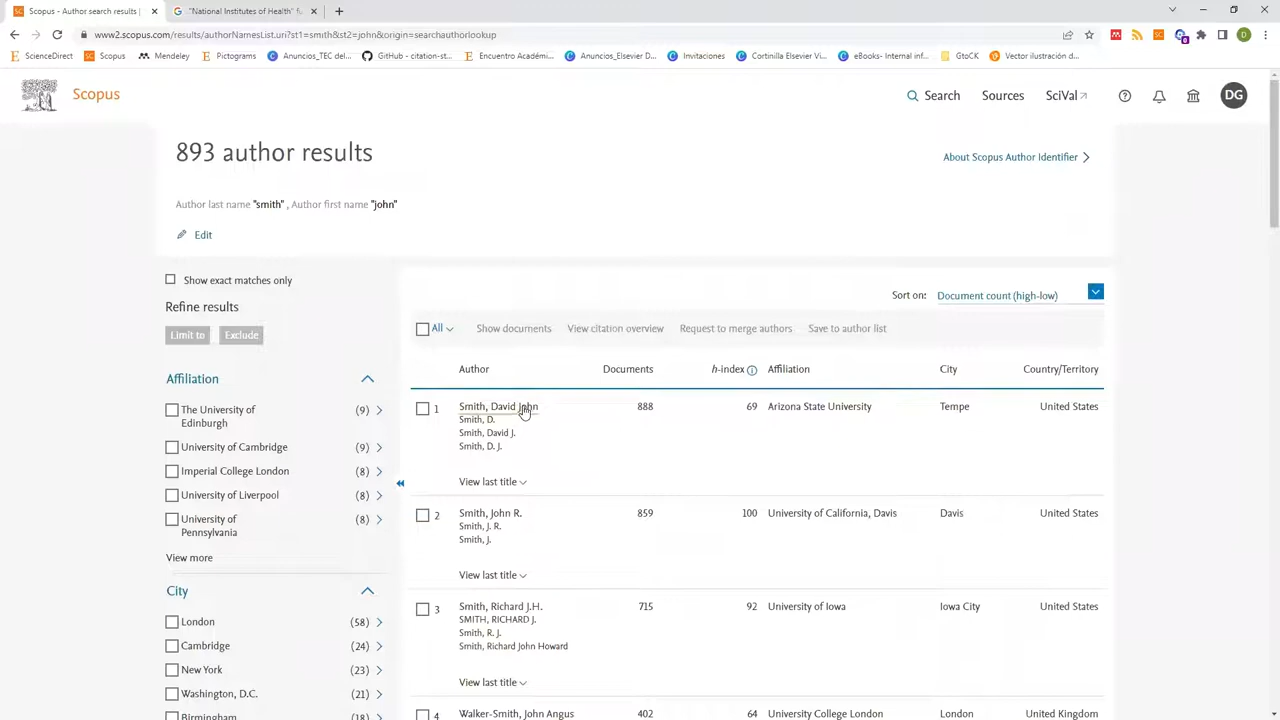 Scopus - Author search results |
"National Institutes of Health" f
www2.scopus.com/results/authorNamesList.uri?st1=smith&st2=john&origin=searchauthorlookup
ScienceDirect
Scopus
Mendeley
Pictograms
Anuncios_TEC del...
GitHub - citation-st...
Encuentro Académi...
Anuncios_Elsevier D...
Invitaciones
Cortinilla Elsevier Vi...
eBooks- Internal inf...
GtoCK
Vector ilustración d...
Scopus
Search
Sources
SciVal
DG
893 author results
About Scopus Author Identifier
Author last name "smith" , Author first name "john"
Edit
Show exact matches only
Refine results
Limit to
Exclude
Sort on:
Document count (high-low)
All
Show documents
View citation overview
Request to merge authors
Save to author list
Author
Documents
h-index
Affiliation
City
Country/Territory
Affiliation
The University of
Edinburgh
(9)
University of Cambridge
(9)
Imperial College London
(8)
University of Liverpool
(8)
University of
Pennsylvania
(8)
View more
City
London
(58)
Cambridge
(24)
New York
(23)
Washington, D.C.
(21)
Birmingham
(18)
1
Smith, David John
888
69
Arizona State University
Tempe
United States
Smith, D.
Smith, David J.
Smith, D. J.
View last title
2
Smith, John R.
859
100
University of California, Davis
Davis
United States
Smith, J. R.
Smith, J.
View last title
3
Smith, Richard J.H.
715
92
University of Iowa
Iowa City
United States
SMITH, RICHARD J.
Smith, R. J.
Smith, Richard John Howard
View last title
4
Walker-Smith, John Angus
402
64
University College London
London
United Kingdom